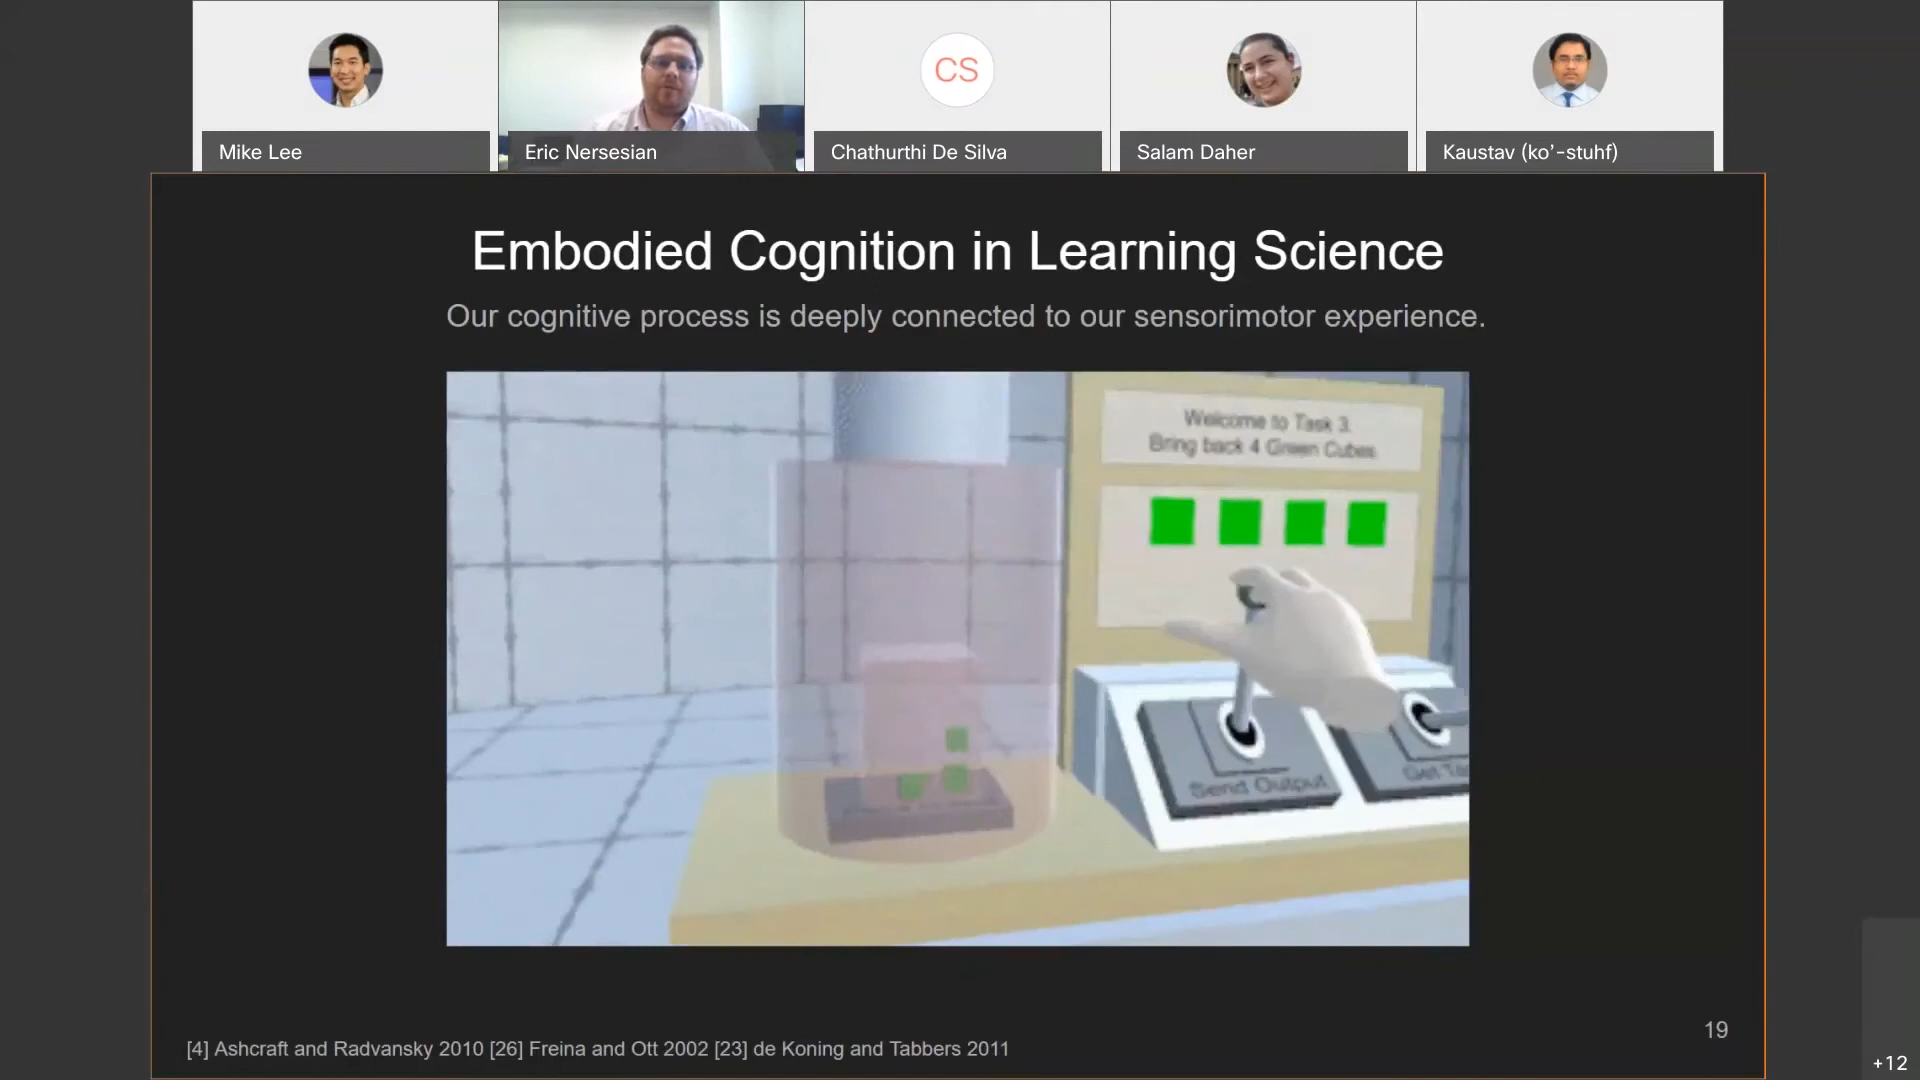 Mike Lee
Eric Nersesian
CS
Chathurthi De Silva
Salam Daher
Kaustav (ko’-stuhf)
Embodied Cognition in Learning Science
Our cognitive process is deeply connected to our sensorimotor experience.
Welcome to Task 3.
Bring back 4 Green Cubes
Send Output
Get
[4] Ashcraft and Radvansky 2010 [26] Freina and Ott 2002 [23] de Koning and Tabbers 2011
19
+12